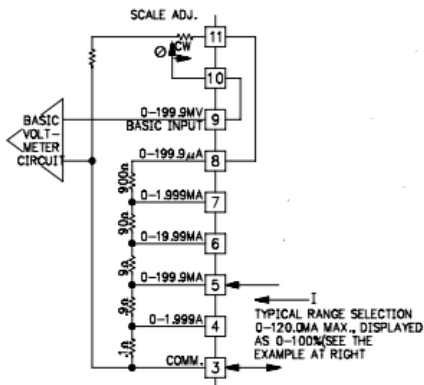 SCALE ADJ.
11
CW
10
0-199.9MV
BASIC INPUT
9
BASIC
VOLT-
METER
CIRCUIT
0-199.9µA
8
900Ω
0-1.999MA
7
90Ω
0-19.99MA
6
9Ω
0-199.9MA
5
I
TYPICAL RANGE SELECTION
0-120.0MA MAX., DISPLAYED
AS 0-100%(SEE THE
EXAMPLE AT RIGHT
.9Ω
0-1.999A
4
.1Ω
COMM.
3